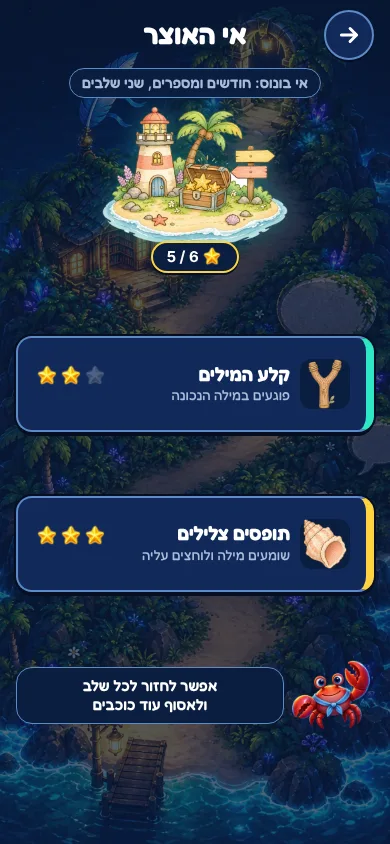 אי האוצר
אי בונוס: חודשים ומספרים, שני שלבים
5 / 6
קלע המילים
פוגעים במילה הנכונה
תופסים צלילים
שומעים מילה ולוחצים עליה
אפשר לחזור לכל שלב
ולאסוף עוד כוכבים